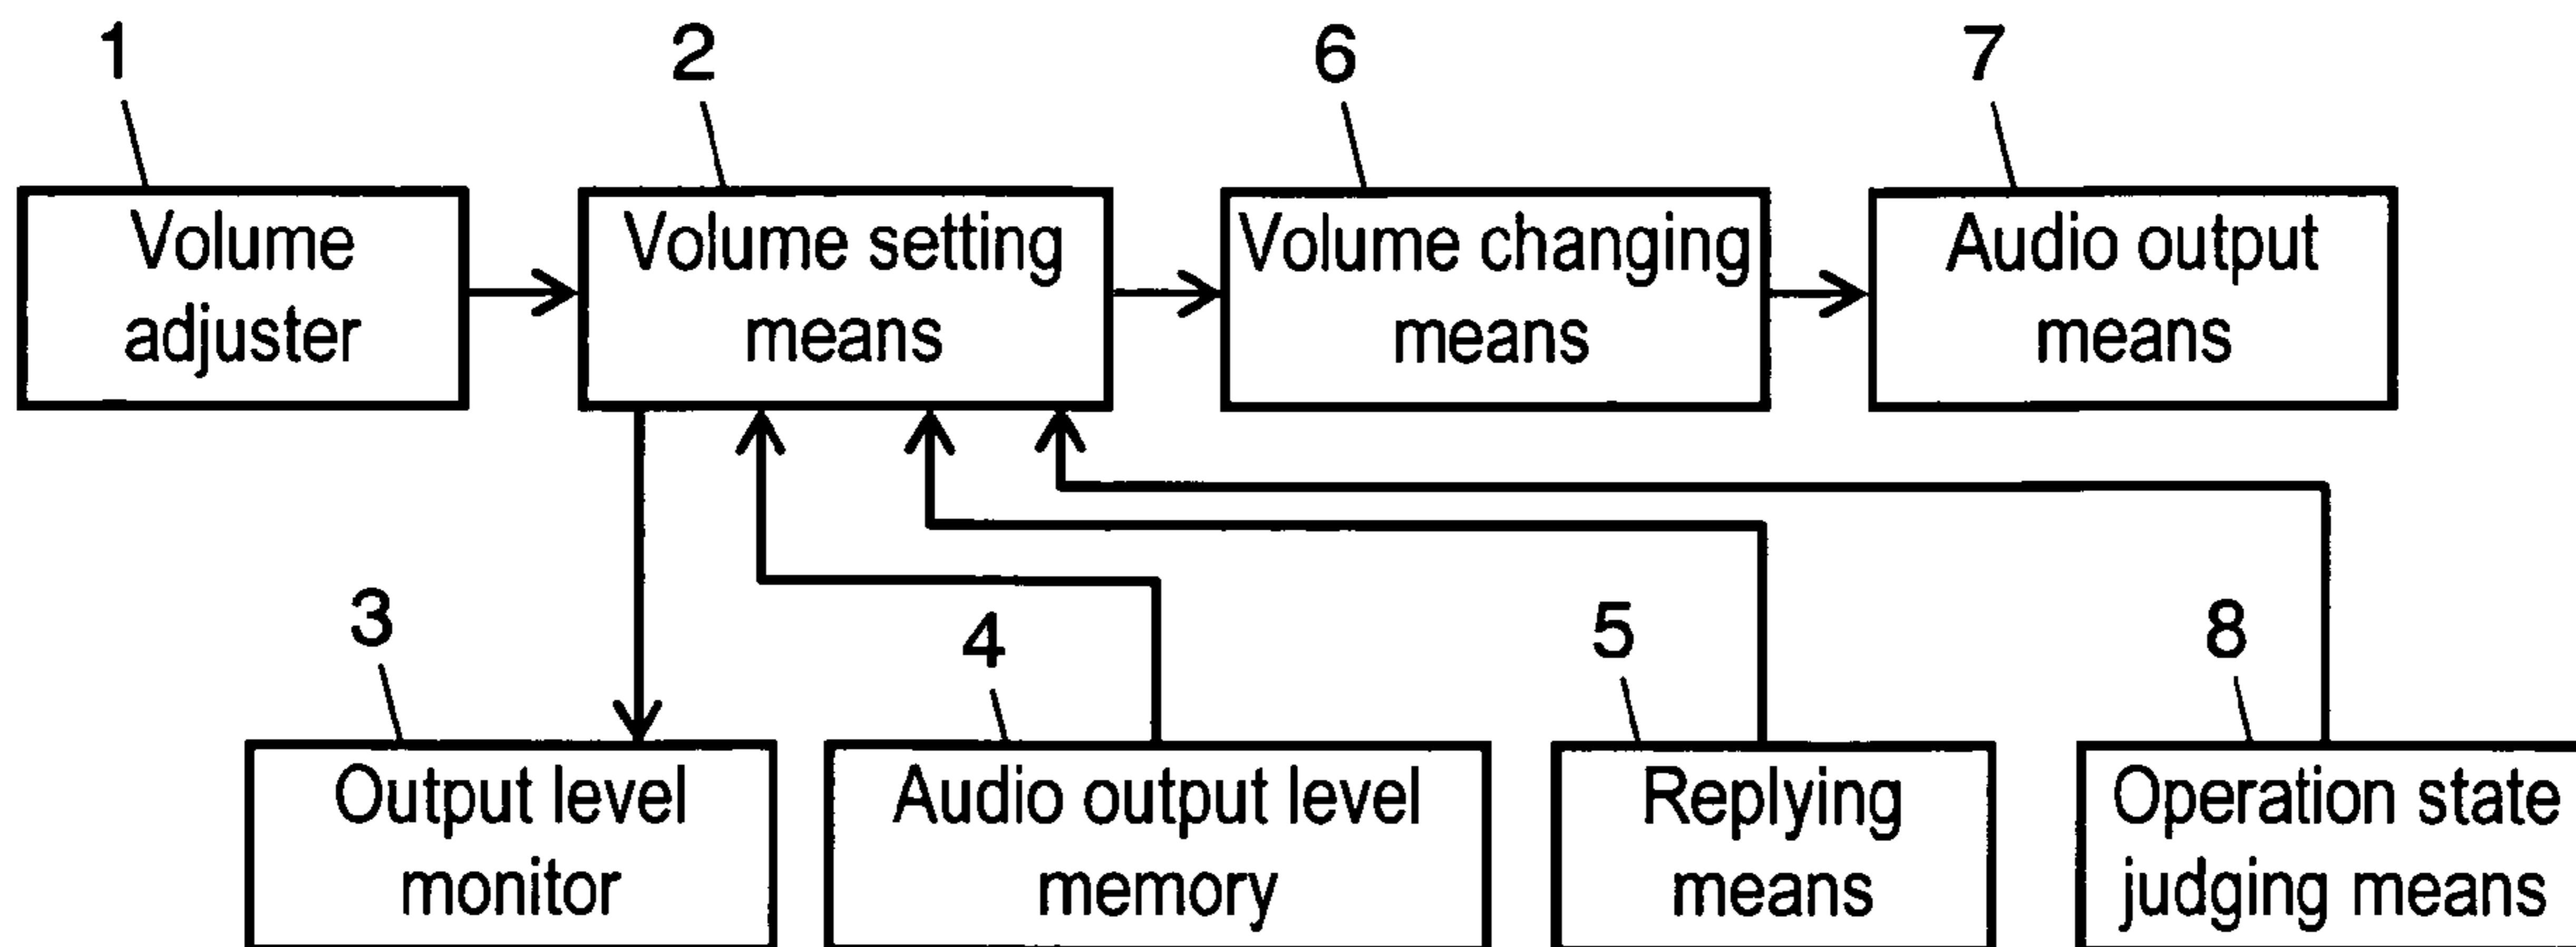 1
2
6
7
Volume
adjuster
Volume setting
means
Volume changing
means
Audio output
means
3
4
5
8
Output level
monitor
Audio output level
memory
Replying
means
Operation state
judging means